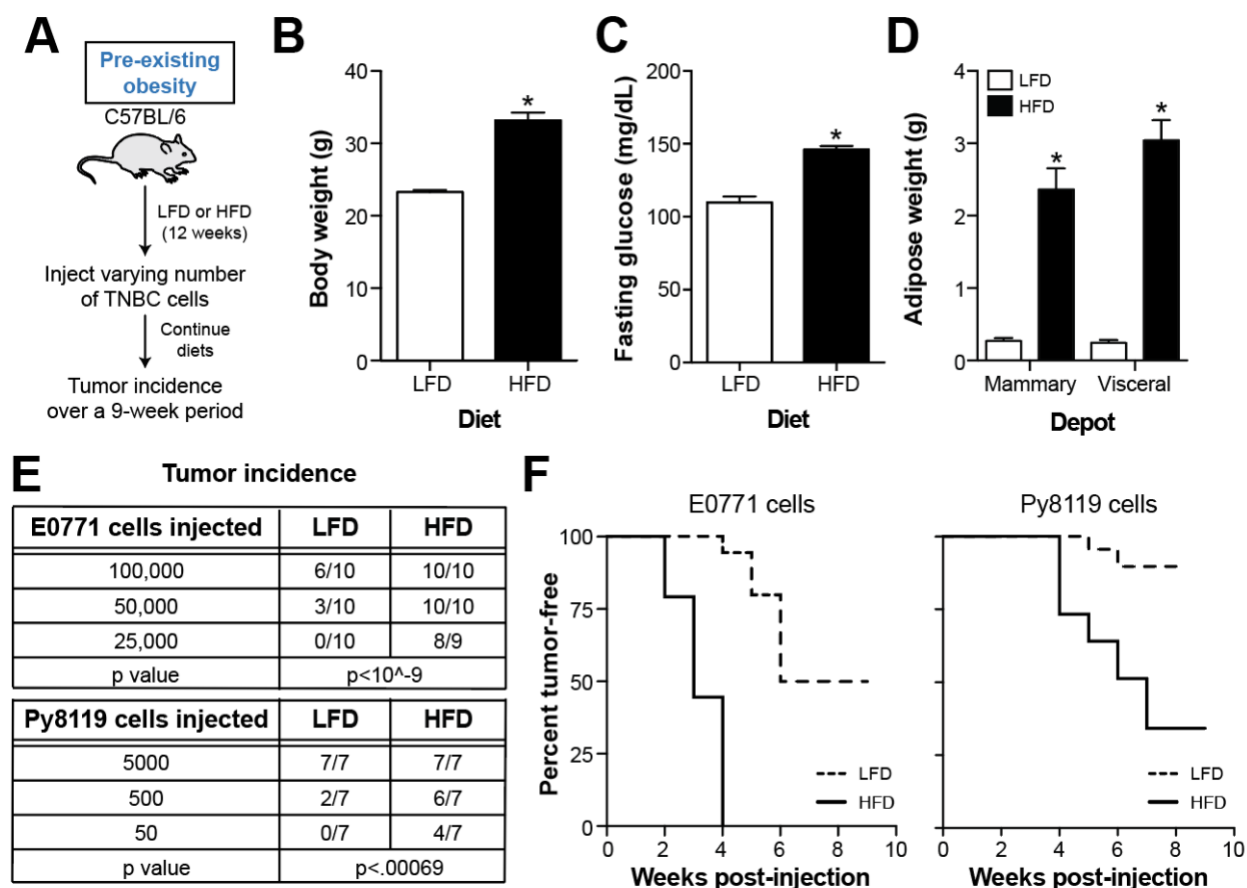 A
Pre-existing
obesity
C57BL/6
LFD or HFD
(12 weeks)
Inject varying number
of TNBC cells
Continue
diets
Tumor incidence
over a 9-week period
B
Body weight (g)
40
30
20
10
0
*
LFD HFD
Diet
C
Fasting glucose (mg/dL)
200
150
100
50
0
*
LFD HFD
Diet
D
Adipose weight (g)
4
3
2
1
0
LFD
HFD
* *
Mammary Visceral
Depot
E
Tumor incidence
E0771 cells injected LFD HFD
100,000 6/10 10/10
50,000 3/10 10/10
25,000 0/10 8/9
p value p<10^-9
Py8119 cells injected LFD HFD
5000 7/7 7/7
500 2/7 6/7
50 0/7 4/7
p value p<.00069
F
E0771 cells
Percent tumor-free
100
75
50
25
0
LFD
HFD
0 2 4 6 8 10
Weeks post-injection
Py8119 cells
LFD
HFD
0 2 4 6 8 10
Weeks post-injection